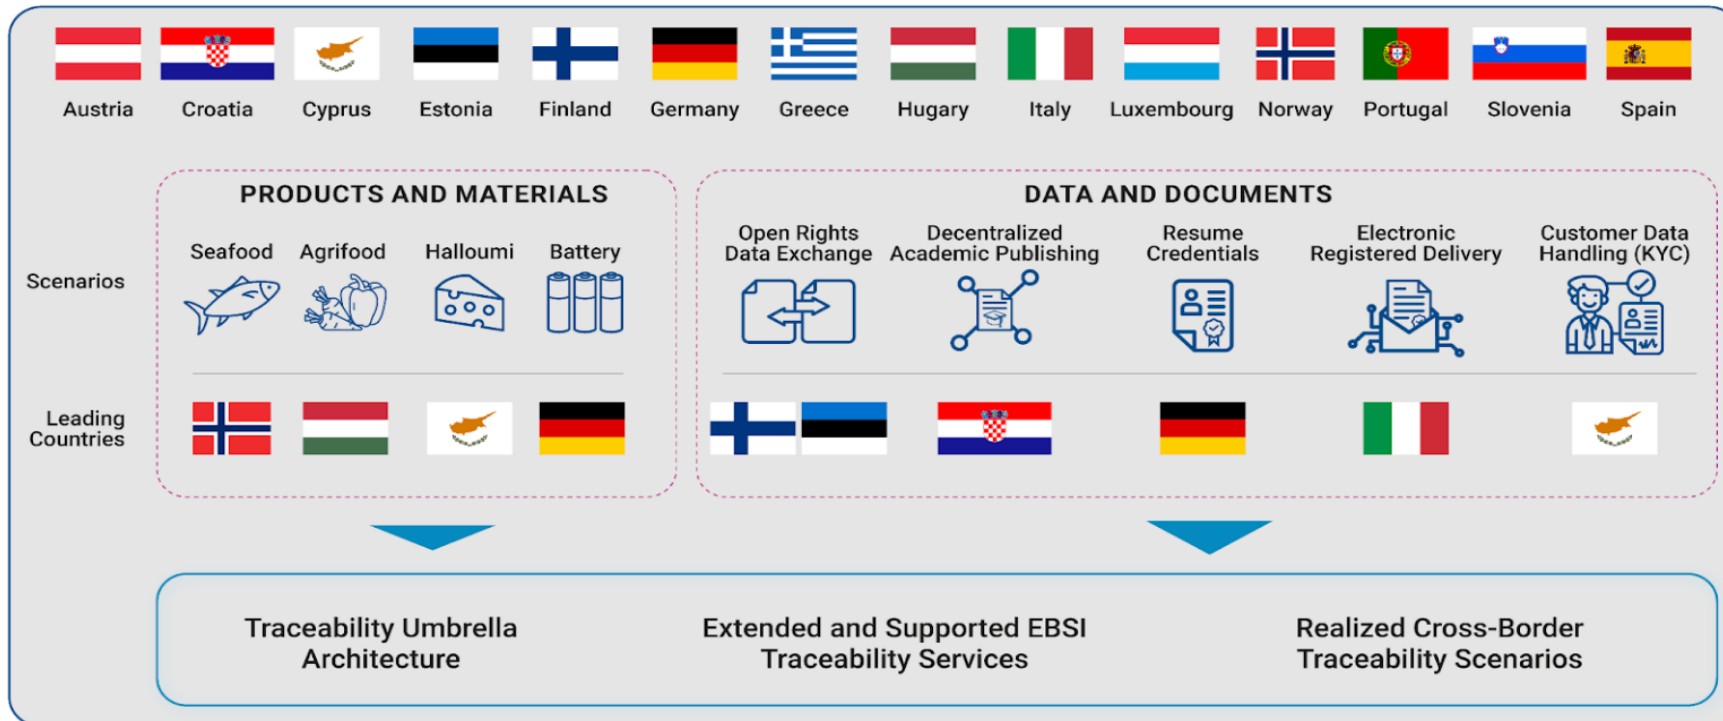 Austria
Croatia
Cyprus
Estonia
Finland
Germany
Greece
Hugary
Italy
Luxembourg
Norway
Portugal
Slovenia
Spain
PRODUCTS AND MATERIALS
DATA AND DOCUMENTS
Scenarios
Seafood
Agrifood
Halloumi
Battery
Open Rights
Data Exchange
Decentralized
Academic Publishing
Resume
Credentials
Electronic
Registered Delivery
Customer Data
Handling (KYC)
Leading
Countries
Traceability Umbrella
Architecture
Extended and Supported EBSI
Traceability Services
Realized Cross-Border
Traceability Scenarios